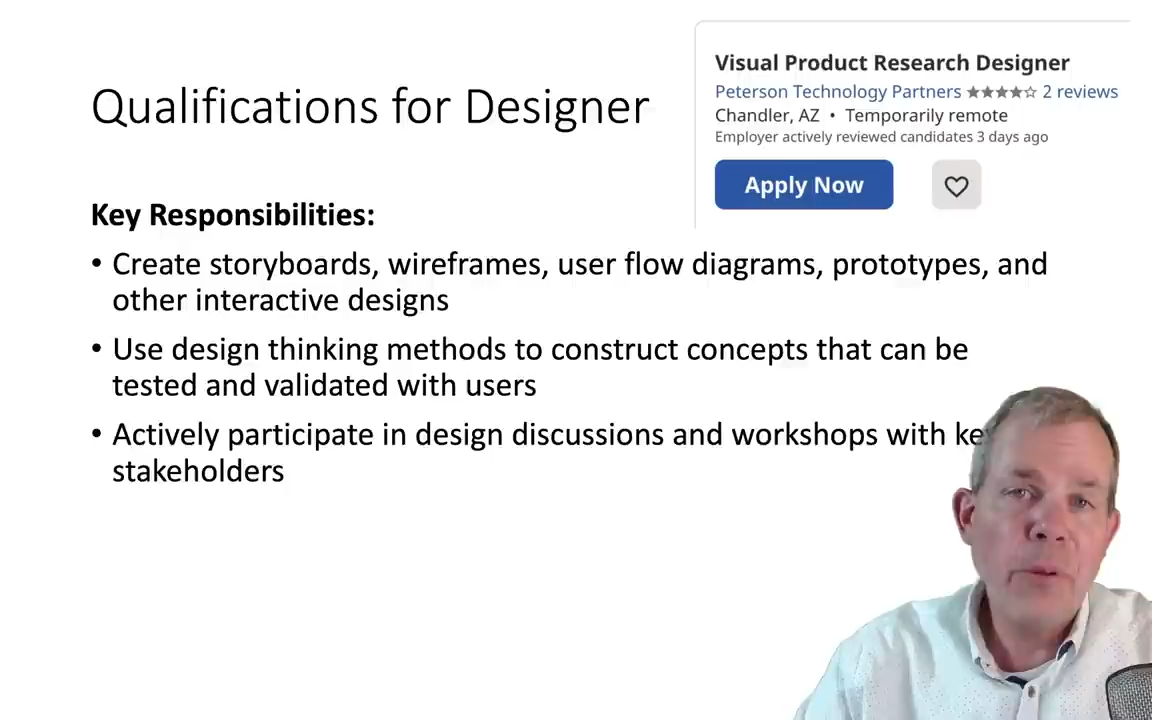 Qualifications for Designer
Visual Product Research Designer
Peterson Technology Partners ★★★★☆ 2 reviews
Chandler, AZ • Temporarily remote
Employer actively reviewed candidates 3 days ago
Apply Now
Key Responsibilities:
• Create storyboards, wireframes, user flow diagrams, prototypes, and
other interactive designs
• Use design thinking methods to construct concepts that can be
tested and validated with users
• Actively participate in design discussions and workshops with
stakeholders